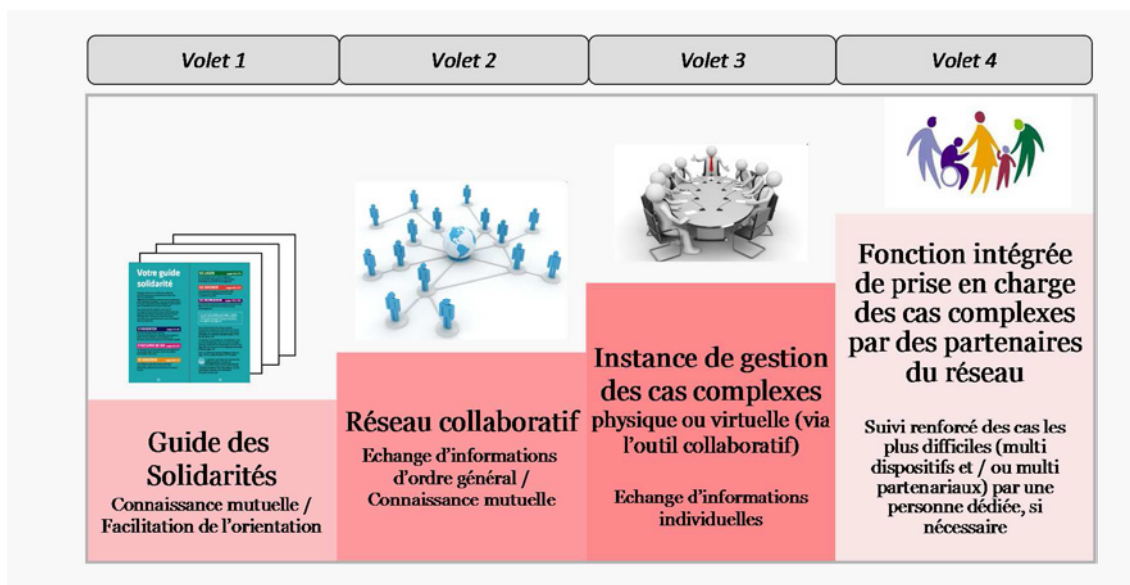 Volet 1
Volet 2
Volet 3
Volet 4
Votre guide
solidarité
Guide des
Solidarités
Connaissance mutuelle /
Facilitation de l'orientation
Réseau collaboratif
Echange d'informations
d'ordre général /
Connaissance mutuelle
Instance de gestion
des cas complexes
physique ou virtuelle (via
l'outil collaboratif)
Echange d'informations
individuelles
Fonction intégrée
de prise en charge
des cas complexes
par des partenaires
du réseau
Suivi renforcé des cas les
plus difficiles (multi
dispositifs et / ou multi
partenariaux) par une
personne dédiée, si
nécessaire